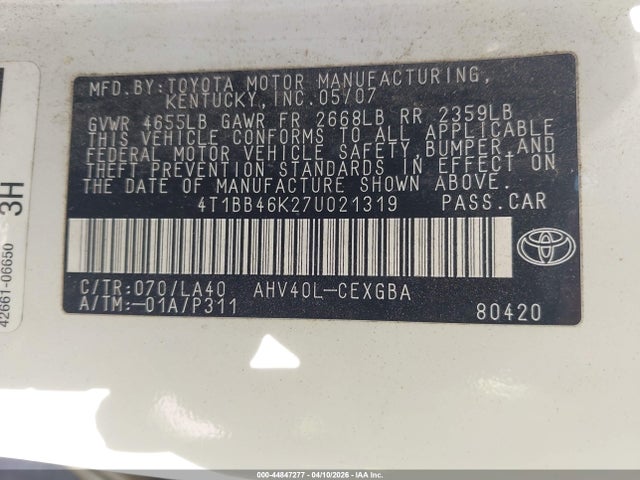 MFD.BY:TOYOTA MOTOR MANUFACTURING,
KENTUCKY, INC. 05/07
GVWR 4655LB GAWR FR 2668LB RR 2359LB
THIS VEHICLE CONFORMS TO ALL APPLICABLE
FEDERAL MOTOR VEHICLE SAFETY, BUMPER, AND
THEFT PREVENTION STANDARDS IN EFFECT ON
THE DATE OF MANUFACTURE SHOWN ABOVE.
4T1BB46K27U021319 PASS.CAR
C/TR:070/LA40 AHV40L-CEXGBA
A/TM:-01A/P311 80420
42661-06650 3H
000-44847277 - 04/10/2026 - IAAI, Inc.